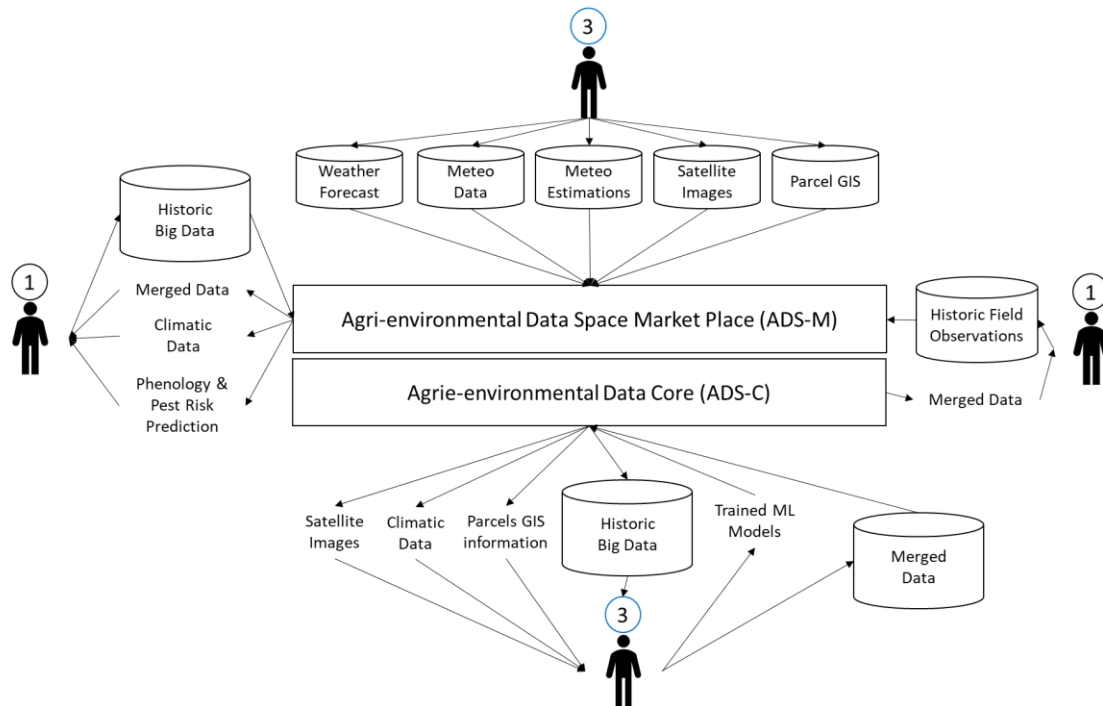 3
Weather
Forecast
Meteo
Data
Meteo
Estimations
Satellite
Images
Parcel GIS
Historic
Big Data
1
Merged Data
Climatic
Data
Phenology &
Pest Risk
Prediction
Agri-environmental Data Space Market Place (ADS-M)
Agrie-environmental Data Core (ADS-C)
Historic Field
Observations
1
Merged Data
Satellite
Images
Climatic
Data
Parcels GIS
information
Historic
Big Data
Trained ML
Models
Merged
Data
3